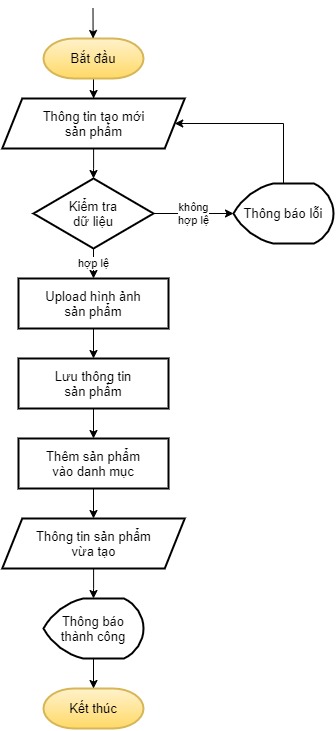 Bắt đầu
Thông tin tạo mới
sản phẩm
Kiểm tra
dữ liệu
không
hợp lệ
Thông báo lỗi
hợp lệ
Upload hình ảnh
sản phẩm
Lưu thông tin
sản phẩm
Thêm sản phẩm
vào danh mục
Thông tin sản phẩm
vừa tạo
Thông báo
thành công
Kết thúc